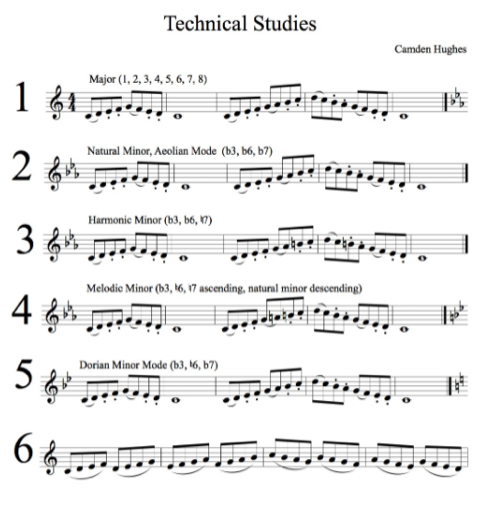 Technical Studies
Camden Hughes
1
Major (1, 2, 3, 4, 5, 6, 7, 8)
2
Natural Minor, Aeolian Mode (b3, b6, b7)
3
Harmonic Minor (b3, b6, ♮7)
4
Melodic Minor (b3, ♮6, ♮7 ascending, natural minor descending)
5
Dorian Minor Mode (b3, ♮6, b7)
6